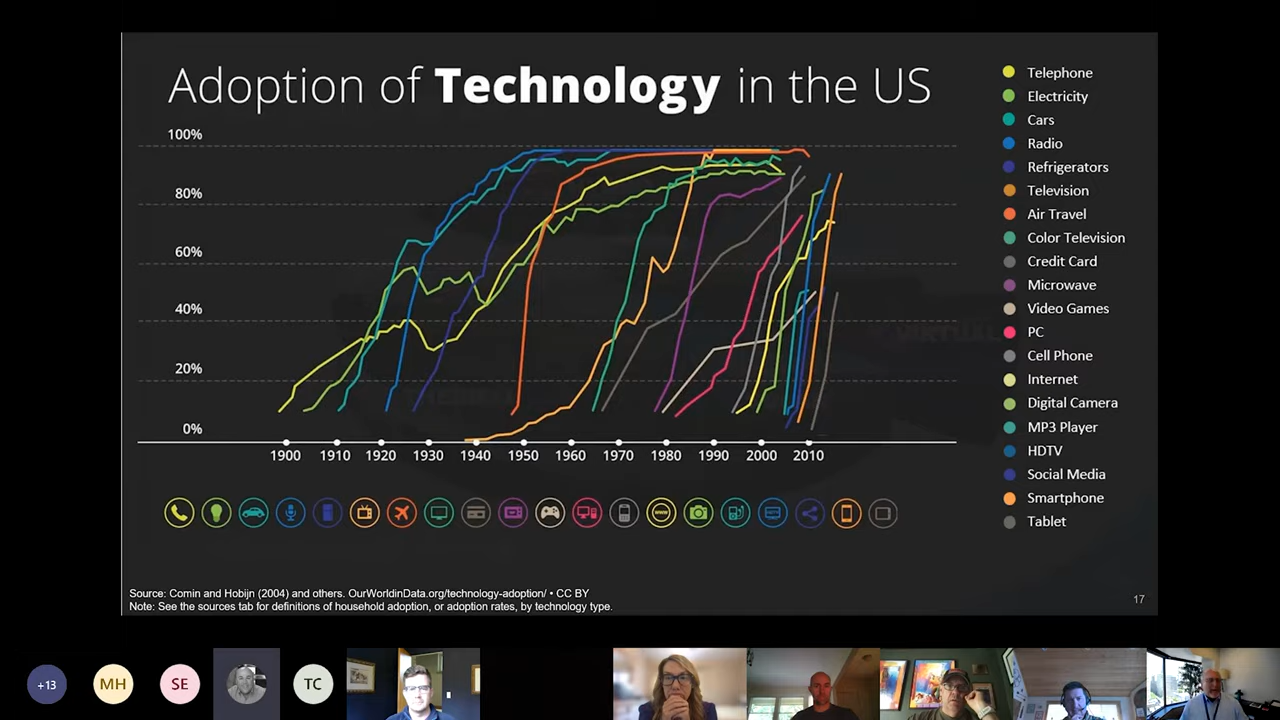 Adoption of Technology in the US
100%
80%
60%
40%
20%
0%
1900 1910 1920 1930 1940 1950 1960 1970 1980 1990 2000 2010
Telephone
Electricity
Cars
Radio
Refrigerators
Television
Air Travel
Color Television
Credit Card
Microwave
Video Games
PC
Cell Phone
Internet
Digital Camera
MP3 Player
HDTV
Social Media
Smartphone
Tablet
Source: Comin and Hobijn (2004) and others. OurWorldinData.org/technology-adoption/ • CC BY
Note: See the sources tab for definitions of household adoption, or adoption rates, by technology type.
17
+13 MH SE TC